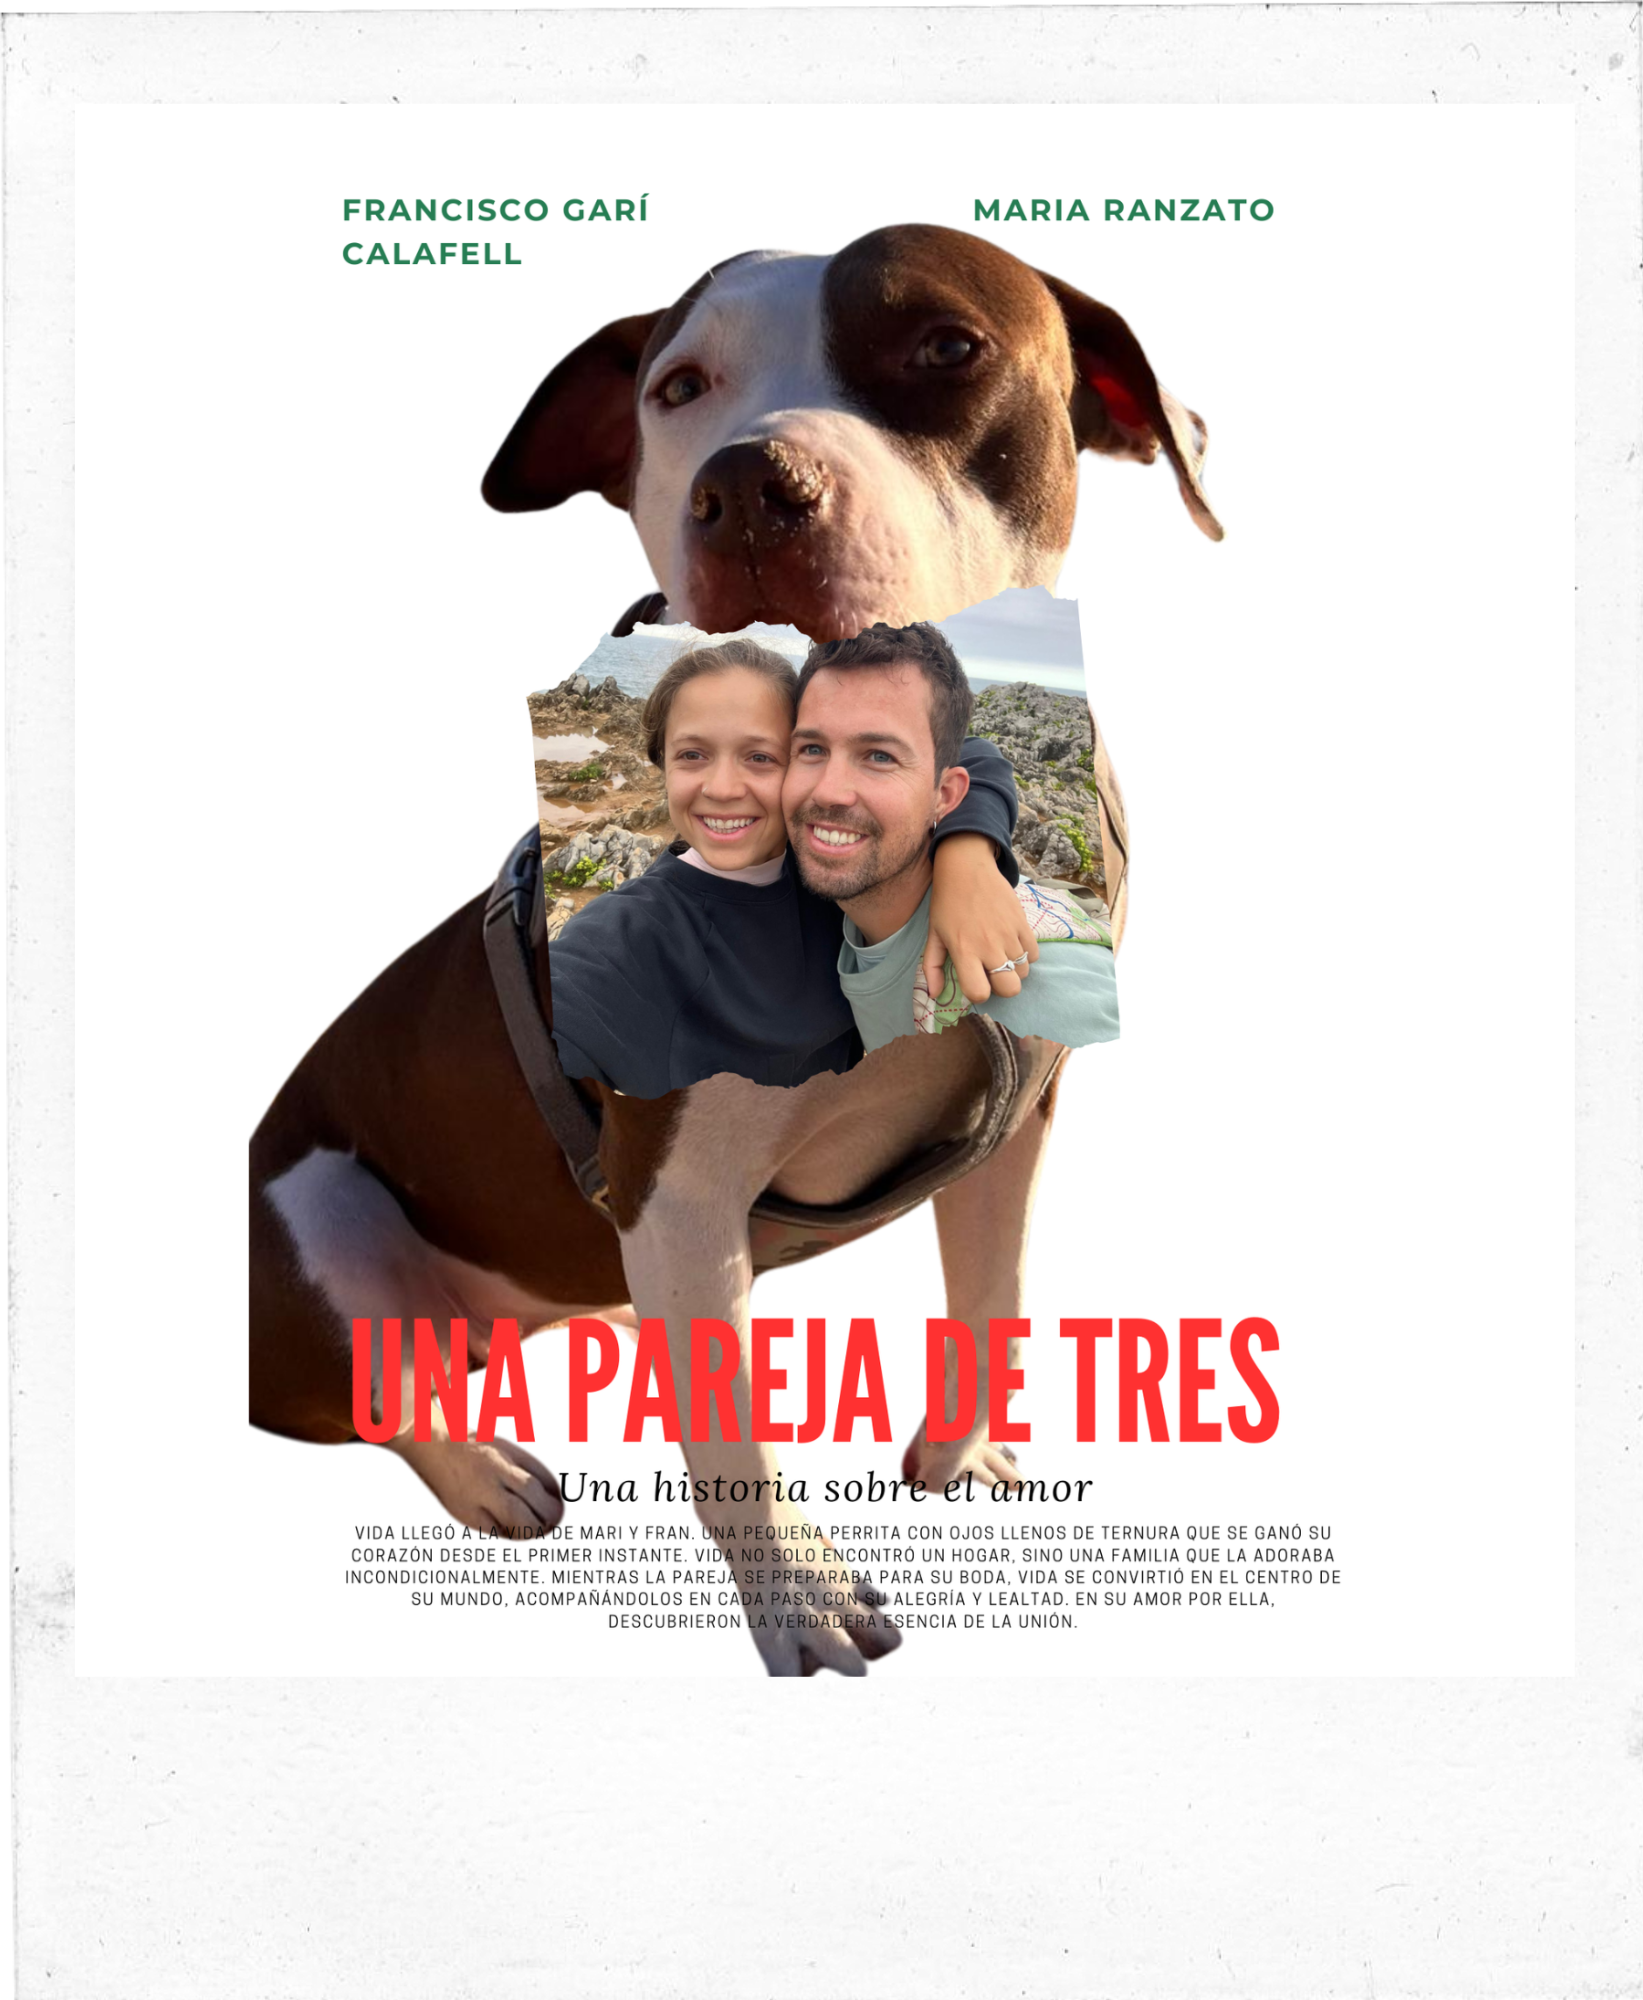 FRANCISCO GARÍ
CALAFELL
MARIA RANZATO
UNA PAREJA DE TRES
Una historia sobre el amor
VIDA LLEGÓ A LA VIDA DE MARI Y FRAN. UNA PEQUEÑA PERRITA CON OJOS LLENOS DE TERNURA QUE SE GANÓ SU
CORAZÓN DESDE EL PRIMER INSTANTE. VIDA NO SOLO ENCONTRÓ UN HOGAR, SINO UNA FAMILIA QUE LA ADORABA
INCONDICIONALMENTE. MIENTRAS LA PAREJA SE PREPARABA PARA SU BODA, VIDA SE CONVIRTIÓ EN EL CENTRO DE
SU MUNDO, ACOMPAÑÁNDOLOS EN CADA PASO CON SU ALEGRÍA Y LEALTAD. EN SU AMOR POR ELLA,
DESCUBRIERON LA VERDADERA ESENCIA DE LA UNIÓN.